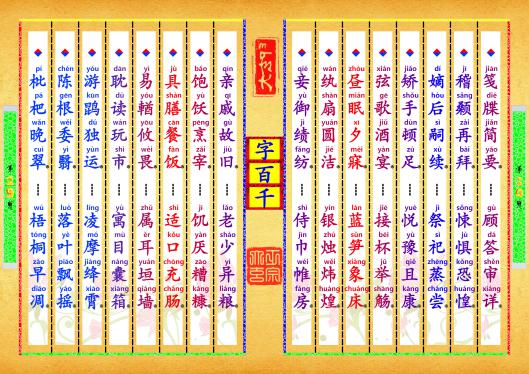 jiān 笺 dié 牒 jiǎn 简 yào 要 …… gù 顾 dá 答 shěn 审 xiáng 详
jī 稽 sǎng 颡 zài 再 bài 拜 …… sǒng 悚 jù 惧 kǒng 恐 huáng 惶
dí 嫡 hòu 后 sì 嗣 xù 续 …… jì 祭 sì 祀 zhēng 蒸 cháng 尝
jiǎo 矫 shǒu 手 dùn 顿 zú 足 …… yuè 悦 yù 豫 qiě 且 kāng 康
xián 弦 gē 歌 jiǔ 酒 yàn 宴 …… jiē 接 bēi 杯 jǔ 举 shāng 觞
zhòu 昼 mián 眠 xī 夕 mèi 寐 …… lán 蓝 sǔn 笋 xiàng 象 chuáng 床
wán 纨 shàn 扇 yuán 圆 jié 洁 …… yín 银 zhú 烛 wěi 炜 huáng 煌
qiè 妾 yù 御 jì 绩 fǎng 纺 …… shì 侍 jīn 巾 wéi 帷 fáng 房
字百千
qīn 亲 qī 戚 gù 故 jiù 旧 …… lǎo 老 shào 少 yì 异 liáng 粮
bǎo 饱 yù 饫 pēng 烹 zǎi 宰 …… jī 饥 yàn 厌 zāo 糟 kāng 糠
jù 具 shàn 膳 cān 餐 fàn 饭 …… shì 适 kǒu 口 chōng 充 cháng 肠
yì 易 yóu 輶 yōu 攸 wèi 畏 …… zhǔ 属 ěr 耳 yuán 垣 qiáng 墙
dān 耽 dú 读 wán 玩 shì 市 …… yù 寓 mù 目 náng 囊 xiāng 箱
yóu 游 kūn 鹍 dú 独 yùn 运 …… líng 凌 mó 摩 jiàng 绛 xiāo 霄
chén 陈 gēn 根 wěi 委 yì 翳 …… luò 落 yè 叶 piāo 飘 yáo 摇
pí 枇 pá 杷 wǎn 晚 cuì 翠 …… wú 梧 tóng 桐 zǎo 早 diāo 凋